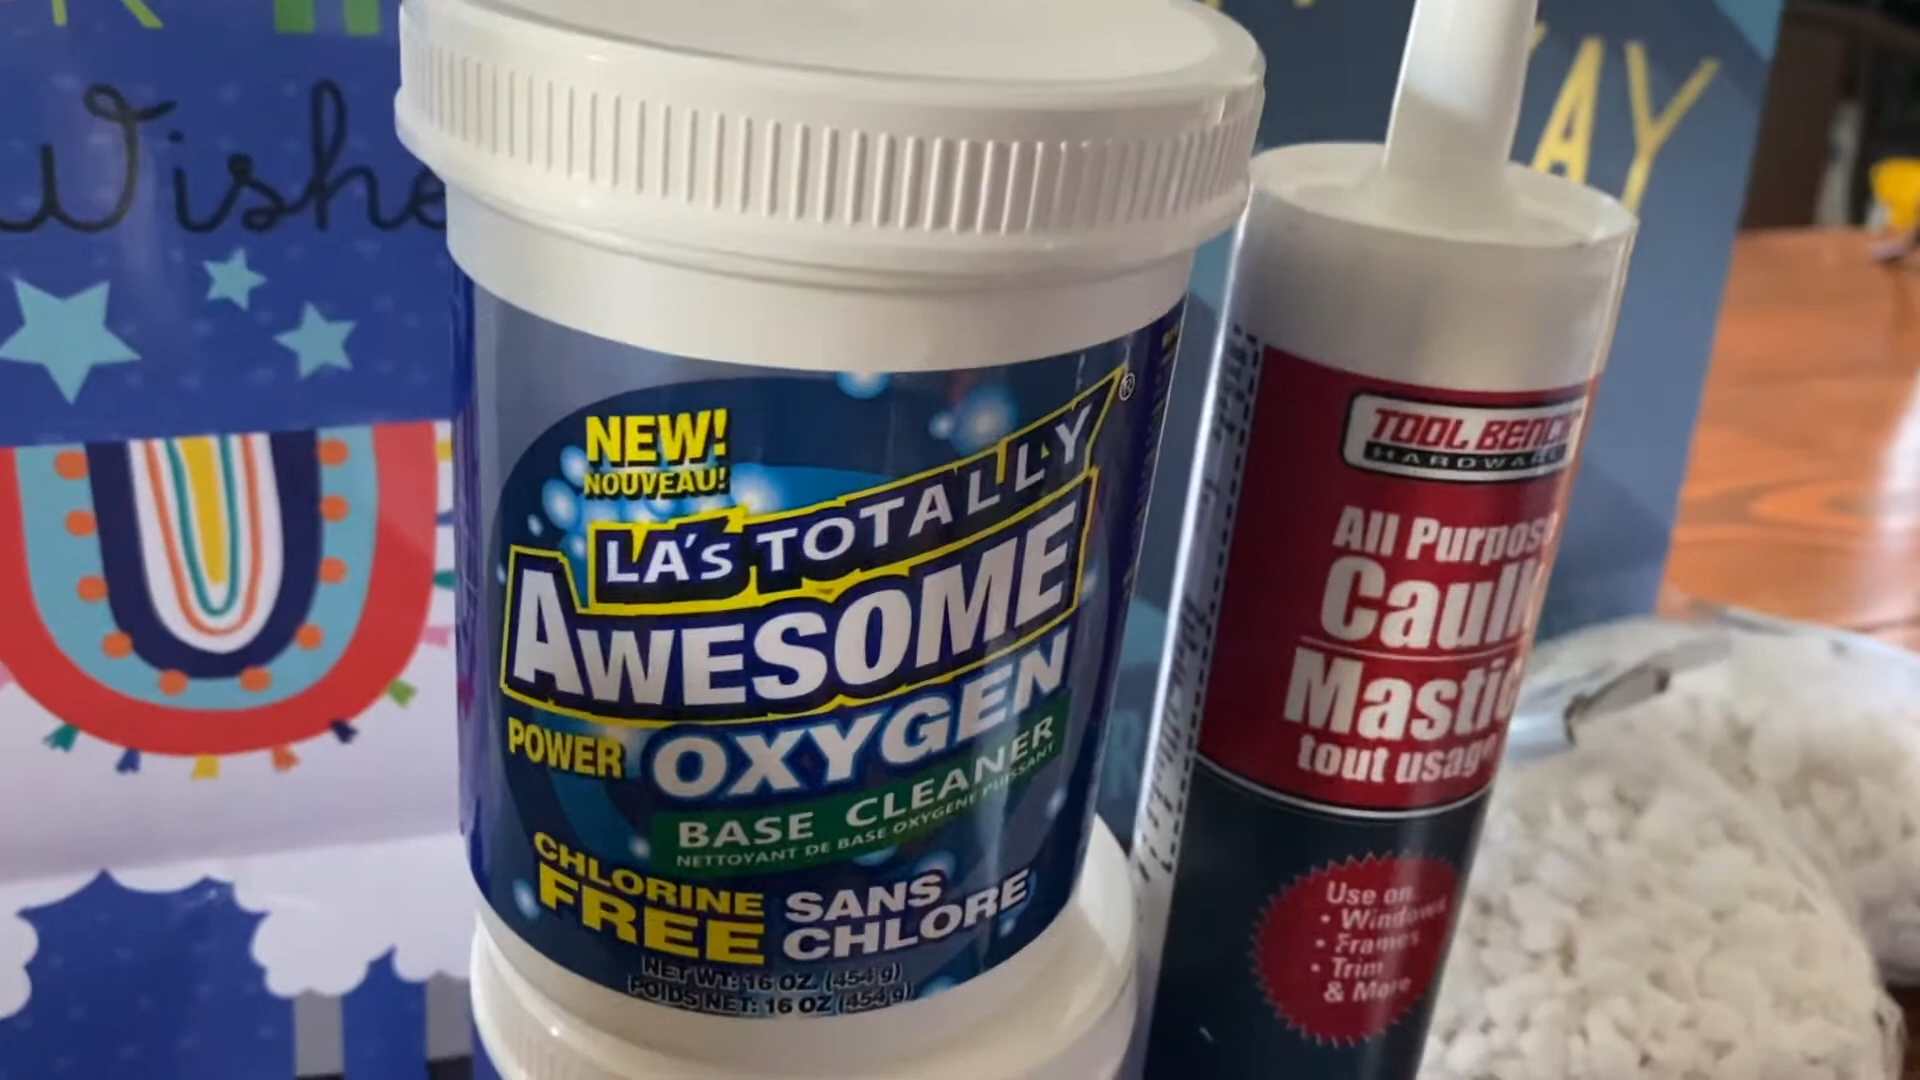 Wishe
NEW!
NOUVEAU!
LA'S TOTALLY
AWESOME
POWER OXYGEN
BASE CLEANER
NETTOYANT DE BASE OXYGENE PUISSANT
CHLORINE
FREE
SANS
CHLORE
NET WT: 16 OZ. (454 g)
POIDS NET: 16 OZ (454 g)
AY
TOOL BENCH
HARDWARE
All Purpose
Caulk
Mastic
tout usage
Use on
• Windows
• Frames
• Trim
& More